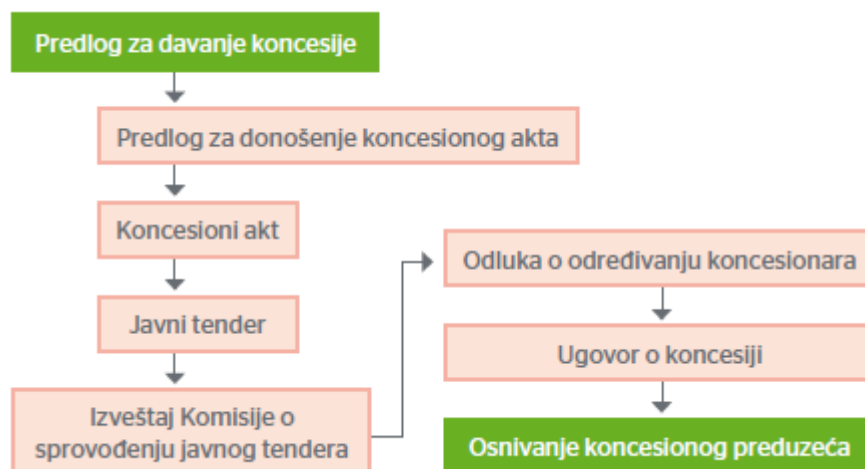 Predlog za davanje koncesije
Predlog za donošenje koncesionog akta
Koncesioni akt
Javni tender
Izveštaj Komisije o
sprovođenju javnog tendera
Odluka o određivanju koncesionara
Ugovor o koncesiji
Osnivanje koncesionog preduzeća